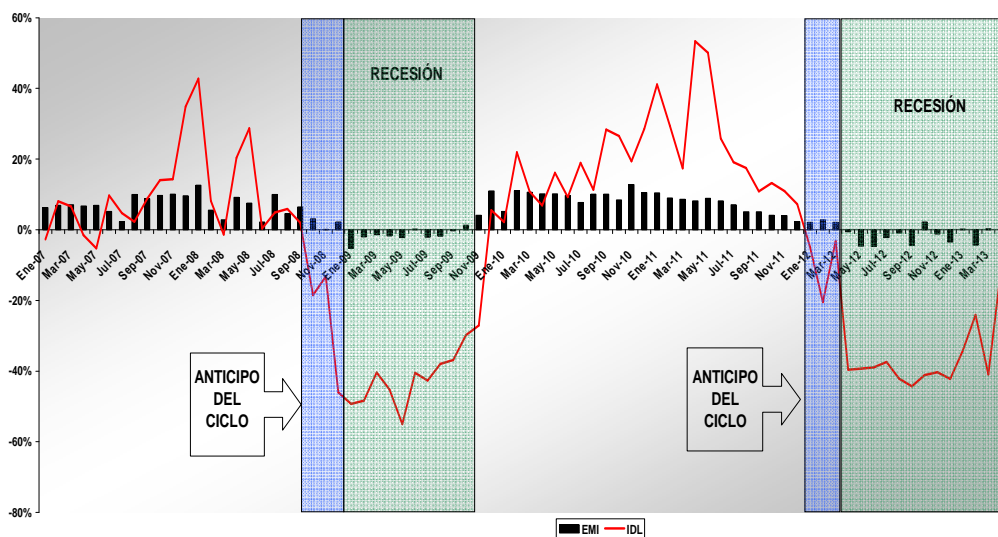 60%
40%
20%
0%
-20%
-40%
-60%
-80%
RECESIÓN
RECESIÓN
Ene-07
Mar-07
May-07
Jul-07
Sep-07
Nov-07
Ene-08
Mar-08
May-08
Jul-08
Sep-08
Nov-08
Ene-09
Mar-09
May-09
Jul-09
Sep-09
Nov-09
Ene-10
Mar-10
May-10
Jul-10
Sep-10
Nov-10
Ene-11
Mar-11
May-11
Jul-11
Sep-11
Nov-11
Ene-12
Mar-12
May-12
Jul-12
Sep-12
Nov-12
Ene-13
Mar-13
ANTICIPO
DEL
CICLO
ANTICIPO
DEL
CICLO
EMI
IDL